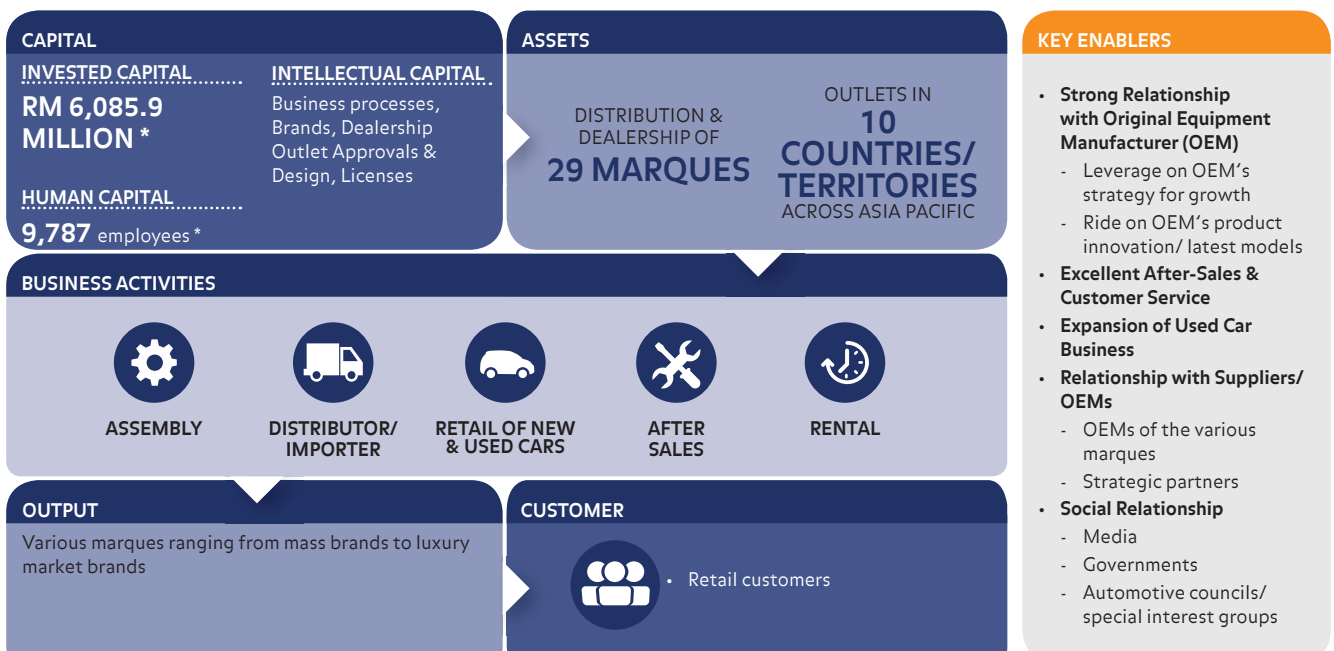 CAPITAL
INVESTED CAPITAL
RM 6,085.9
MILLION *
HUMAN CAPITAL
9,787 employees *
INTELLECTUAL CAPITAL
Business processes,
Brands, Dealership
Outlet Approvals &
Design, Licenses
ASSETS
DISTRIBUTION &
DEALERSHIP OF
29 MARQUES
OUTLETS IN
10
COUNTRIES/
TERRITORIES
ACROSS ASIA PACIFIC
BUSINESS ACTIVITIES
ASSEMBLY
DISTRIBUTOR/
IMPORTER
RETAIL OF NEW
& USED CARS
AFTER
SALES
RENTAL
OUTPUT
Various marques ranging from mass brands to luxury
market brands
CUSTOMER
• Retail customers
KEY ENABLERS
• Strong Relationship
with Original Equipment
Manufacturer (OEM)
- Leverage on OEM‘s
strategy for growth
- Ride on OEM‘s product
innovation/ latest models
• Excellent After-Sales &
Customer Service
• Expansion of Used Car
Business
• Relationship with Suppliers/
OEMs
- OEMs of the various
marques
- Strategic partners
• Social Relationship
- Media
- Governments
- Automotive councils/
special interest groups